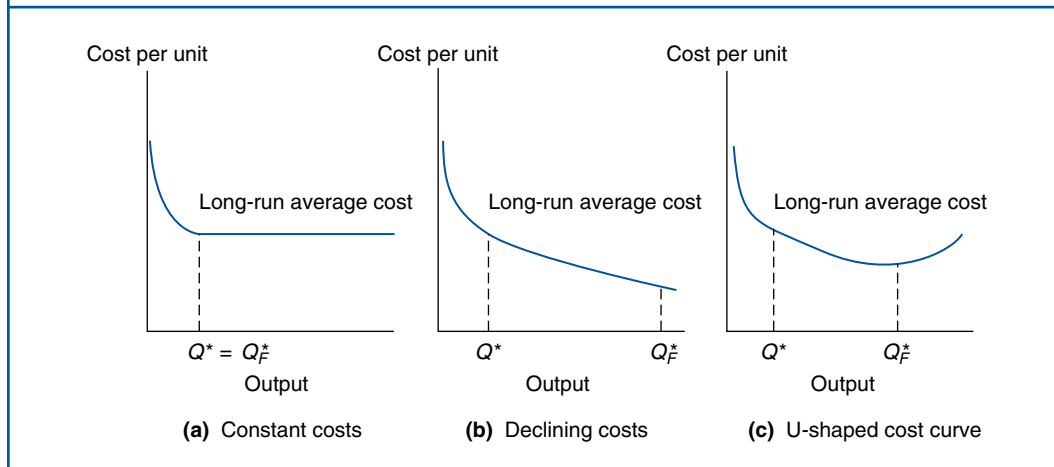 Cost per unit
Long-run average cost
Q* = Q*F
Output
(a) Constant costs
Cost per unit
Long-run average cost
Q*
Q*F
Output
(b) Declining costs
Cost per unit
Long-run average cost
Q*
Q*F
Output
(c) U-shaped cost curve